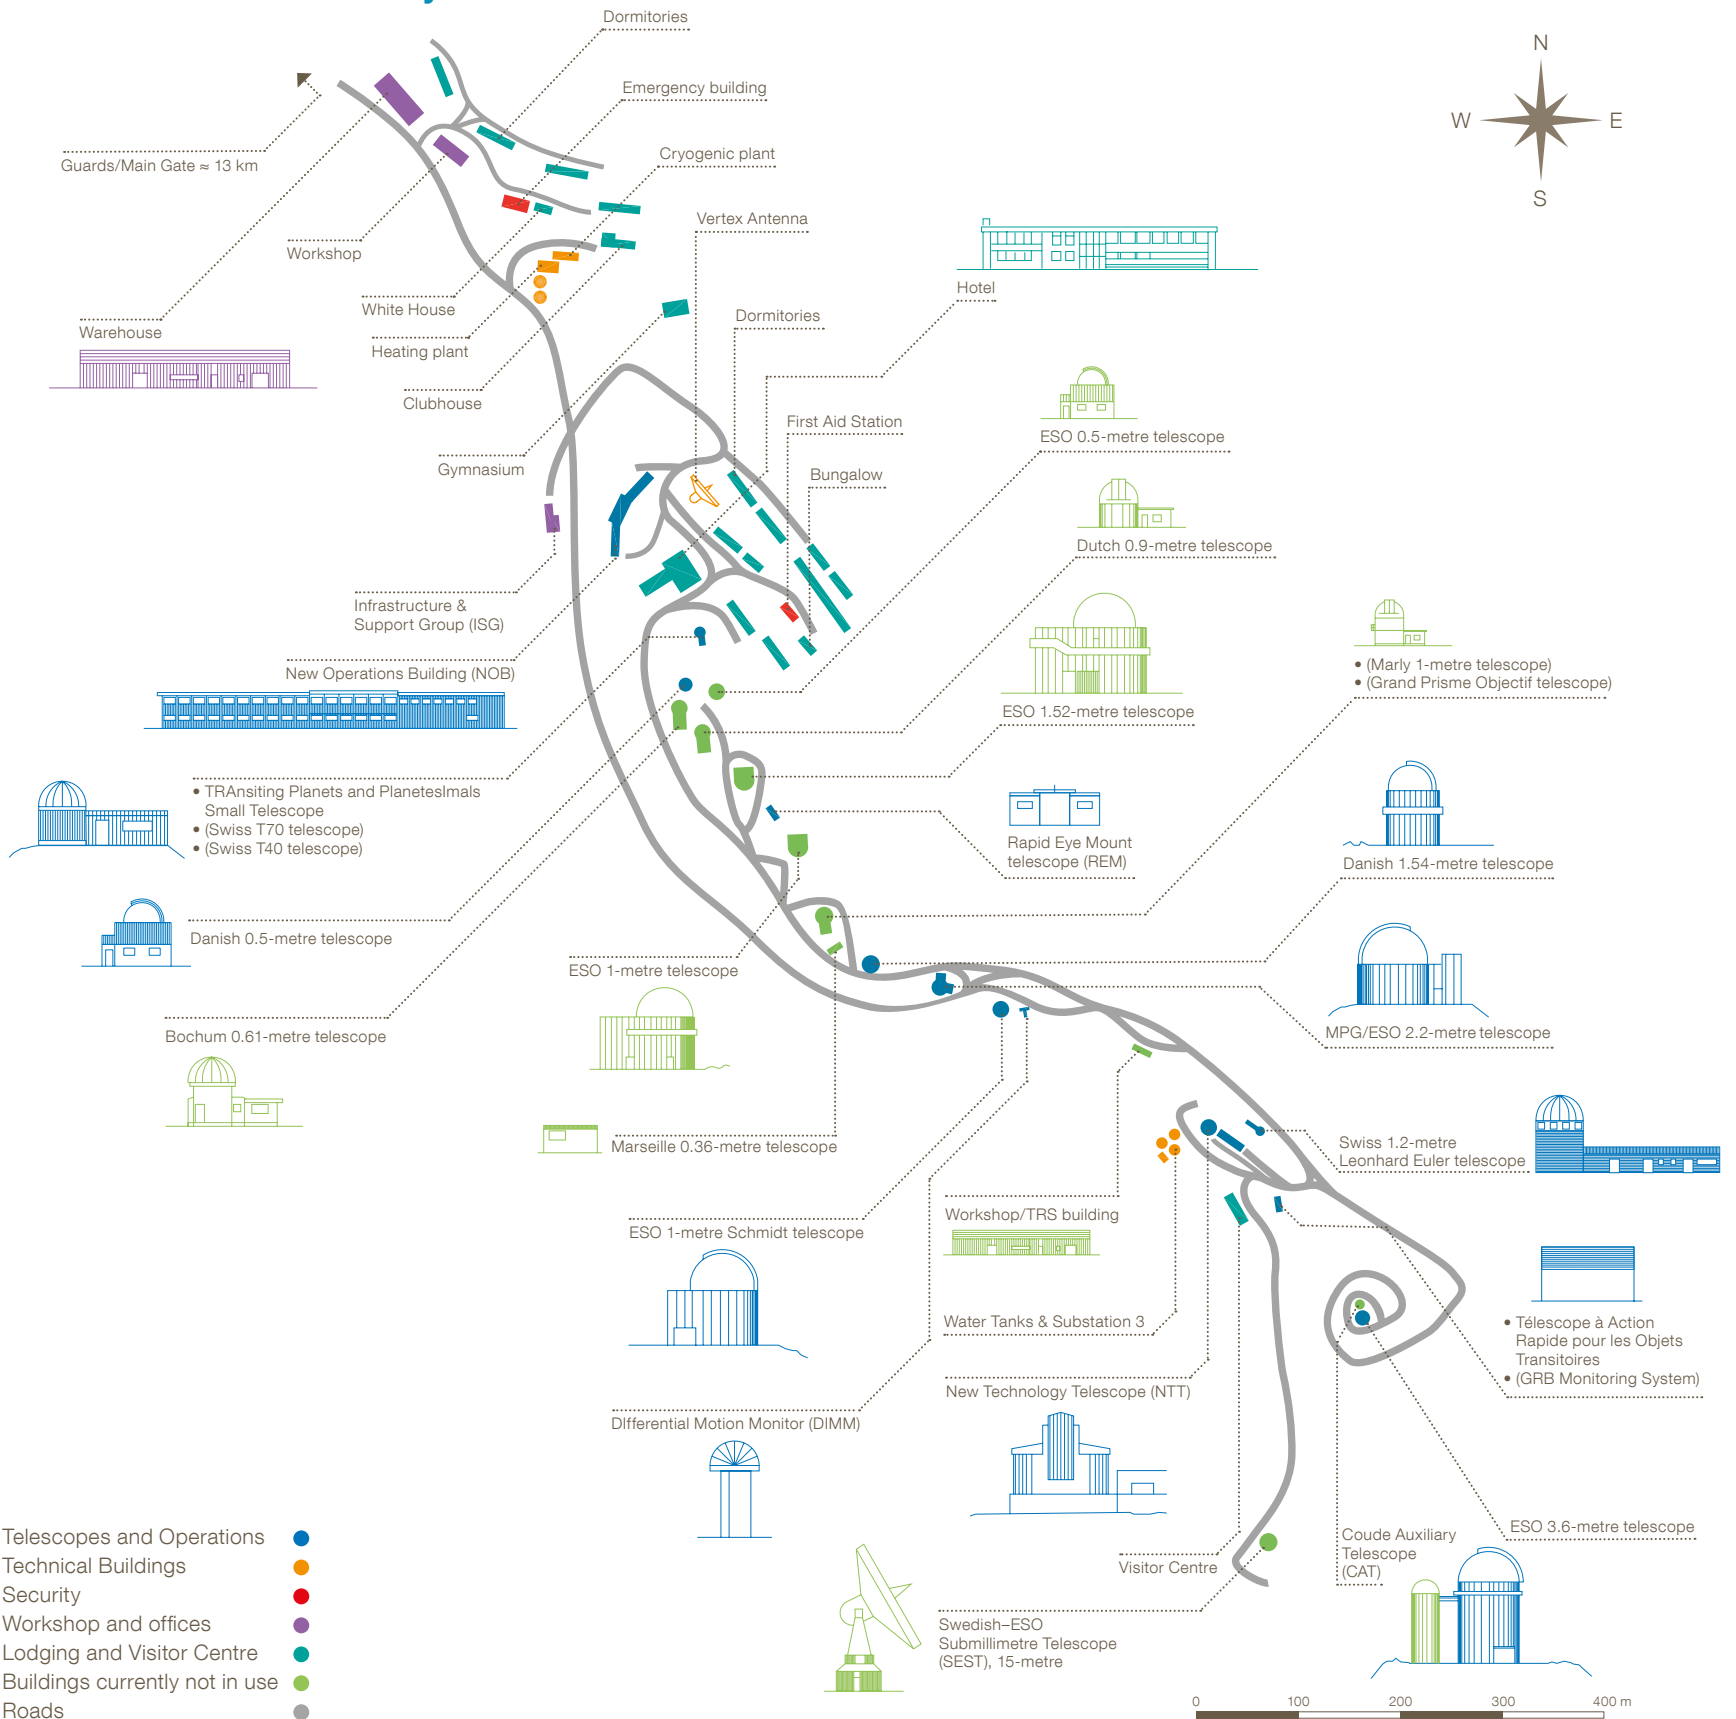 Dormitories
Emergency building
Cryogenic plant
Guards/Main Gate ≈ 13 km
Vertex Antenna
Workshop
White House
Warehouse
Heating plant
Clubhouse
Gymnasium
Dormitories
Hotel
First Aid Station
Bungalow
N
W
E
S
ESO 0.5-metre telescope
Dutch 0.9-metre telescope
Infrastructure &
Support Group (ISG)
New Operations Building (NOB)
ESO 1.52-metre telescope
• (Marly 1-metre telescope)
• (Grand Prisme Objectif telescope)
• TRAnsiting Planets and PlanetesImals
Small Telescope
• (Swiss T70 telescope)
• (Swiss T40 telescope)
Rapid Eye Mount
telescope (REM)
Danish 1.54-metre telescope
Danish 0.5-metre telescope
ESO 1-metre telescope
Bochum 0.61-metre telescope
MPG/ESO 2.2-metre telescope
Marseille 0.36-metre telescope
Swiss 1.2-metre
Leonhard Euler telescope
ESO 1-metre Schmidt telescope
Workshop/TRS building
Water Tanks & Substation 3
• Télescope à Action
Rapide pour les Objets
Transitoires
• (GRB Monitoring System)
New Technology Telescope (NTT)
DIfferential Motion Monitor (DIMM)
ESO 3.6-metre telescope
Coude Auxiliary
Telescope
(CAT)
Visitor Centre
Swedish–ESO
Submillimetre Telescope
(SEST), 15-metre
Telescopes and Operations
Technical Buildings
Security
Workshop and offices
Lodging and Visitor Centre
Buildings currently not in use
Roads
0 100 200 300 400 m